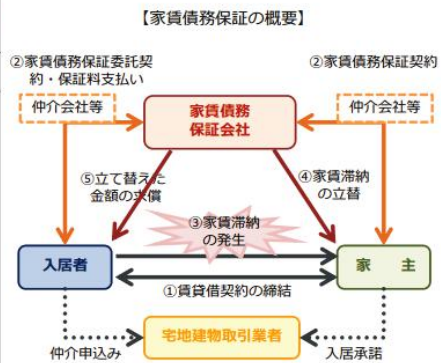 【家賃債務保証の概要】
②家賃債務保証委託契
約・保証料支払い
②家賃債務保証契約
仲介会社等
家賃債務
保証会社
仲介会社等
⑤立て替えた
金額の求償
④家賃滞納
の立替
③家賃滞納
の発生
入居者
家 主
①賃貸借契約の締結
宅地建物取引業者
仲介申込み
入居承諾